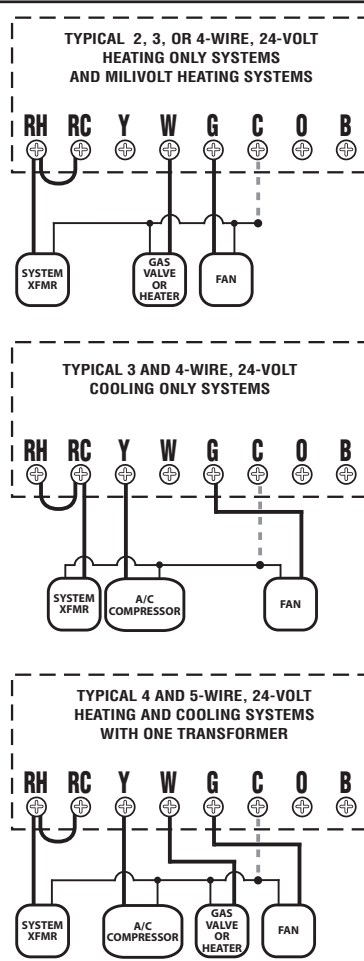 TYPICAL 2, 3, OR 4-WIRE, 24-VOLT
HEATING ONLY SYSTEMS
AND MILIVOLT HEATING SYSTEMS
RH RC Y W G C O B
SYSTEM
XFMR
GAS
VALVE
OR
HEATER
FAN
TYPICAL 3 AND 4-WIRE, 24-VOLT
COOLING ONLY SYSTEMS
RH RC Y W G C O B
SYSTEM
XFMR
A/C
COMPRESSOR
FAN
TYPICAL 4 AND 5-WIRE, 24-VOLT
HEATING AND COOLING SYSTEMS
WITH ONE TRANSFORMER
RH RC Y W G C O B
SYSTEM
XFMR
A/C
COMPRESSOR
GAS
VALVE
OR
HEATER
FAN